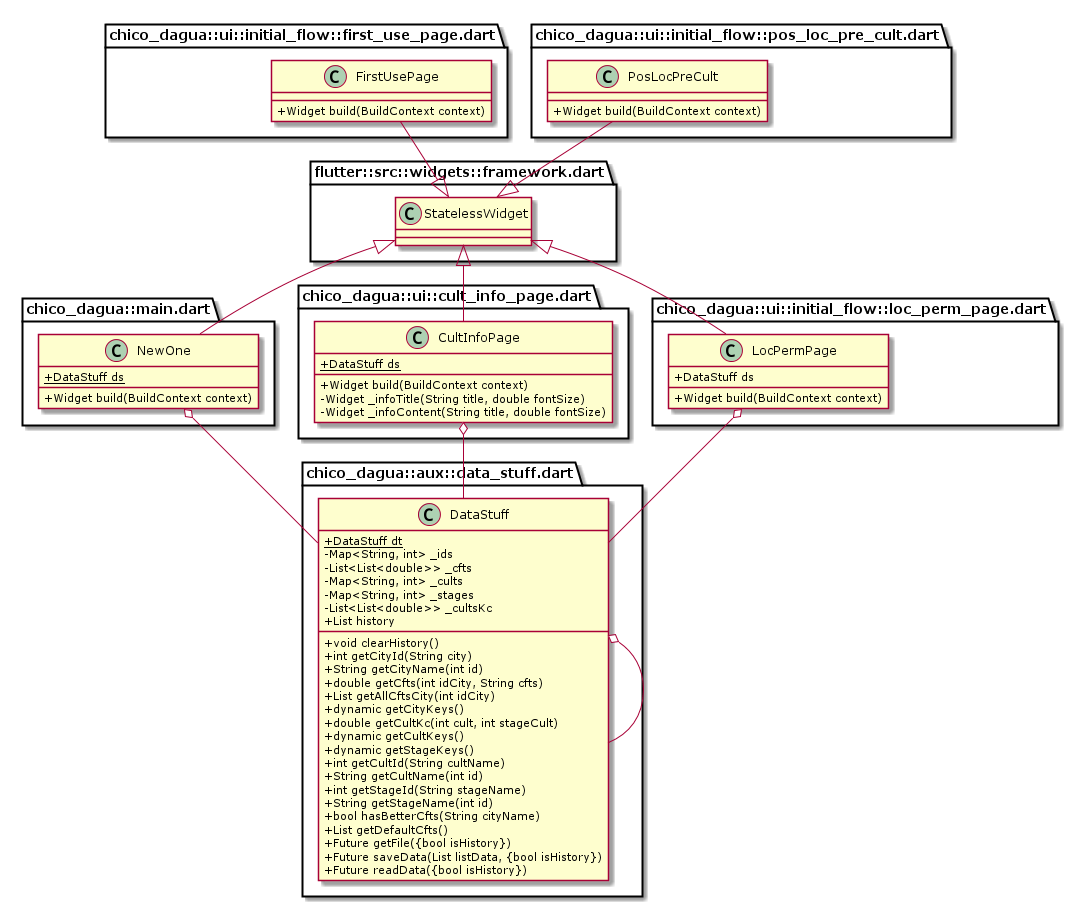 chico_dagua::ui::initial_flow::first_use_page.dart
C FirstUsePage
+Widget build(BuildContext context)
chico_dagua::ui::initial_flow::pos_loc_pre_cult.dart
C PosLocPreCult
+Widget build(BuildContext context)
flutter::src::widgets::framework.dart
C StatelessWidget
chico_dagua::main.dart
C NewOne
+DataStuff ds
+Widget build(BuildContext context)
chico_dagua::ui::cult_info_page.dart
C CultInfoPage
+DataStuff ds
+Widget build(BuildContext context)
-Widget _infoTitle(String title, double fontSize)
-Widget _infoContent(String title, double fontSize)
chico_dagua::ui::initial_flow::loc_perm_page.dart
C LocPermPage
+DataStuff ds
+Widget build(BuildContext context)
chico_dagua::aux::data_stuff.dart
C DataStuff
+DataStuff dt
-Map<String, int> _ids
-List<List<double>> _cfts
-Map<String, int> _cults
-Map<String, int> _stages
-List<List<double>> _cultsKc
+List history
+void clearHistory()
+int getCityId(String city)
+String getCityName(int id)
+double getCfts(int idCity, String cfts)
+List getAllCftsCity(int idCity)
+dynamic getCityKeys()
+double getCultKc(int cult, int stageCult)
+dynamic getCultKeys()
+dynamic getStageKeys()
+int getCultId(String cultName)
+String getCultName(int id)
+int getStageId(String stageName)
+String getStageName(int id)
+bool hasBetterCfts(String cityName)
+List getDefaultCfts()
+Future getFile({bool isHistory})
+Future saveData(List listData, {bool isHistory})
+Future readData({bool isHistory})